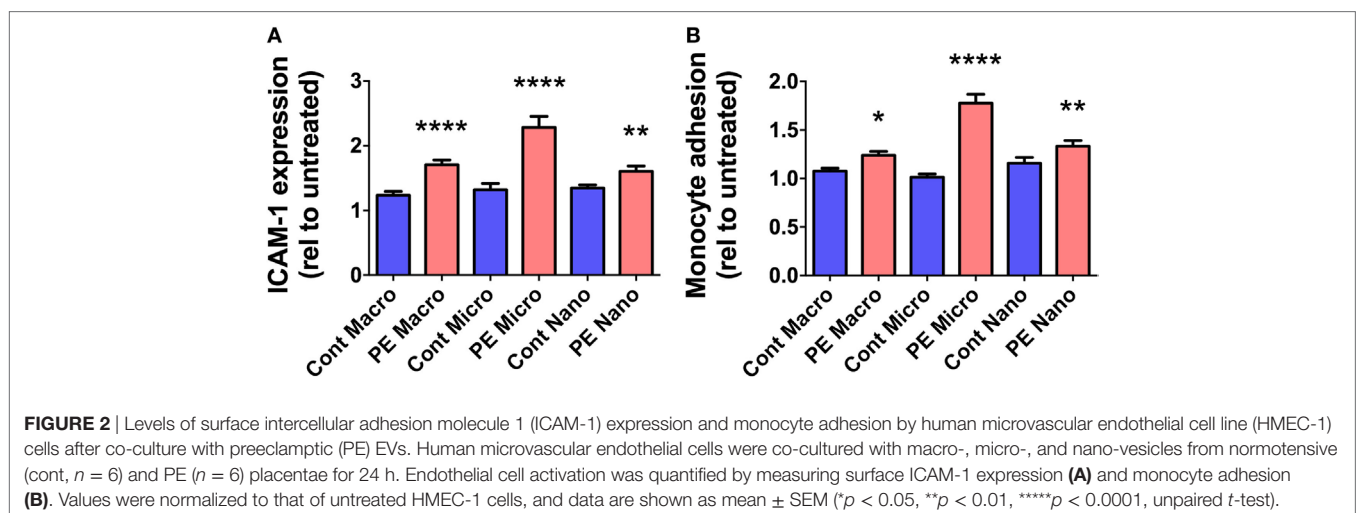 A
ICAM-1 expression
(rel to untreated)
3
2
1
0
****
****
**
Cont Macro
PE Macro
Cont Micro
PE Micro
Cont Nano
PE Nano
B
Monocyte adhesion
(rel to untreated)
2.0
1.5
1.0
0.5
0.0
*
****
**
Cont Macro
PE Macro
Cont Micro
PE Micro
Cont Nano
PE Nano
FIGURE 2 | Levels of surface intercellular adhesion molecule 1 (ICAM-1) expression and monocyte adhesion by human microvascular endothelial cell line (HMEC-1)
cells after co-culture with preeclamptic (PE) EVs. Human microvascular endothelial cells were co-cultured with macro-, micro-, and nano-vesicles from normotensive
(cont, n = 6) and PE (n = 6) placentae for 24 h. Endothelial cell activation was quantified by measuring surface ICAM-1 expression (A) and monocyte adhesion
(B). Values were normalized to that of untreated HMEC-1 cells, and data are shown as mean ± SEM (*p < 0.05, **p < 0.01, *****p < 0.0001, unpaired t-test).